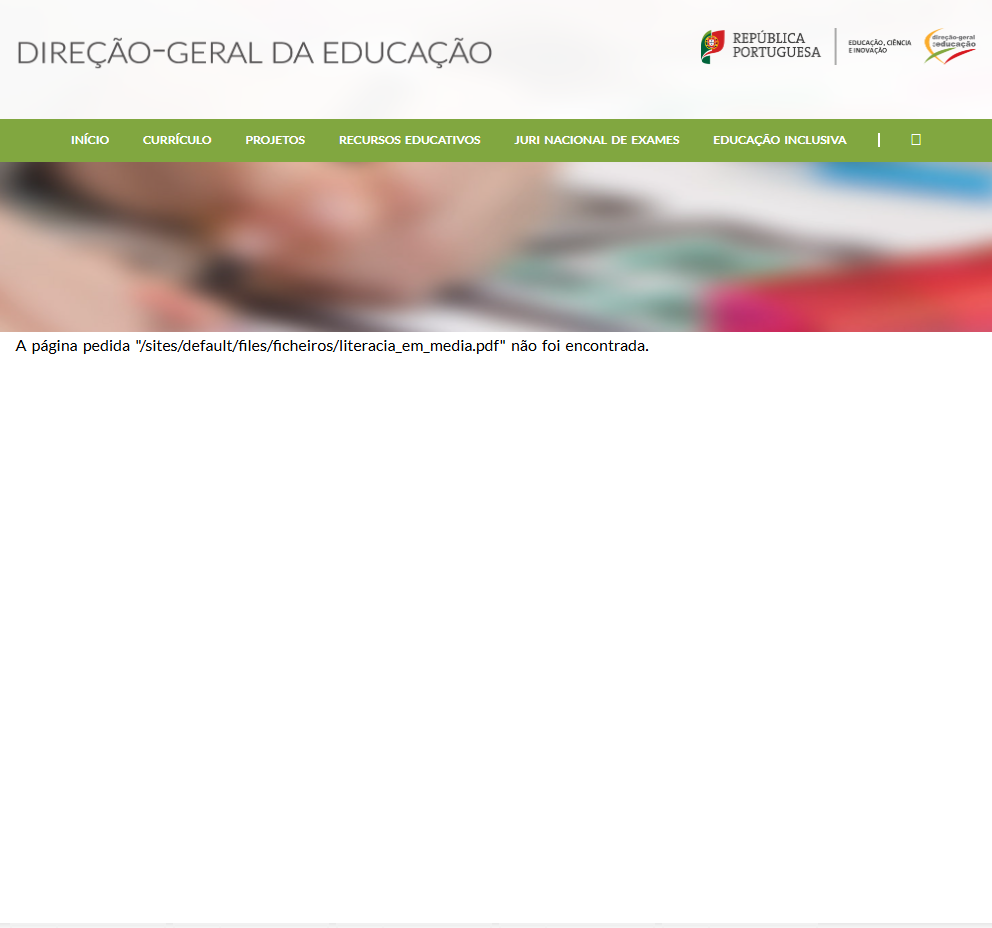 DIREÇÃO-GERAL DA EDUCAÇÃO
REPÚBLICA
PORTUGUESA
EDUCAÇÃO, CIÊNCIA
E INOVAÇÃO
direção-geral
educação
INÍCIO CURRÍCULO PROJETOS RECURSOS EDUCATIVOS JURI NACIONAL DE EXAMES EDUCAÇÃO INCLUSIVA |
A página pedida "/sites/default/files/ficheiros/literacia_em_media.pdf" não foi encontrada.